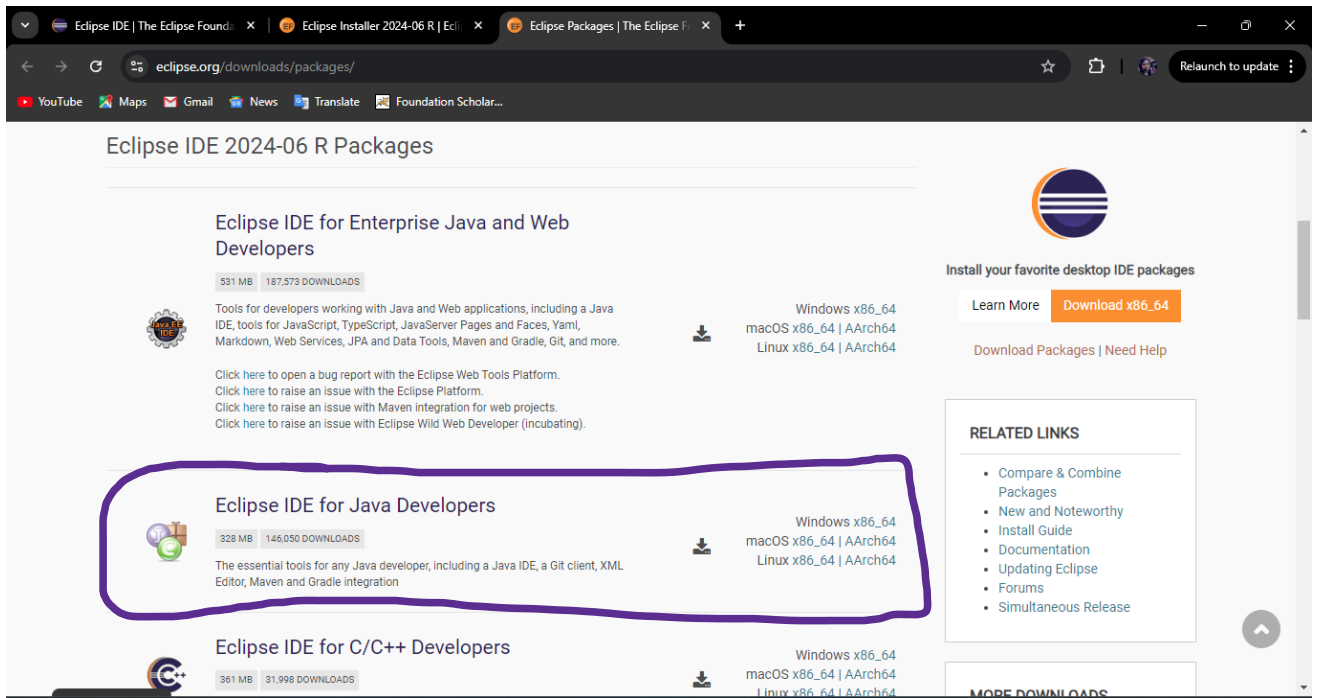 Eclipse IDE | The Eclipse Founda
Eclipse Installer 2024-06 R | Ecli
Eclipse Packages | The Eclipse F
eclipse.org/downloads/packages/
Relaunch to update
YouTube
Maps
Gmail
News
Translate
Foundation Scholar...
Eclipse IDE 2024-06 R Packages
Eclipse IDE for Enterprise Java and Web
Developers
531 MB 187,573 DOWNLOADS
Java EE
IDE
Tools for developers working with Java and Web applications, including a Java
IDE, tools for JavaScript, TypeScript, JavaServer Pages and Faces, Yaml,
Markdown, Web Services, JPA and Data Tools, Maven and Gradle, Git, and more.
Click here to open a bug report with the Eclipse Web Tools Platform.
Click here to raise an issue with the Eclipse Platform.
Click here to raise an issue with Maven integration for web projects.
Click here to raise an issue with Eclipse Wild Web Developer (incubating).
Windows x86_64
macOS x86_64 | AArch64
Linux x86_64 | AArch64
Eclipse IDE for Java Developers
328 MB 146,050 DOWNLOADS
The essential tools for any Java developer, including a Java IDE, a Git client, XML
Editor, Maven and Gradle integration
Windows x86_64
macOS x86_64 | AArch64
Linux x86_64 | AArch64
Eclipse IDE for C/C++ Developers
361 MB 31,998 DOWNLOADS
Windows x86_64
macOS x86_64 | AArch64
Linux x86_64 | AArch64
Install your favorite desktop IDE packages
Learn More
Download x86_64
Download Packages | Need Help
RELATED LINKS
Compare & Combine
Packages
New and Noteworthy
Install Guide
Documentation
Updating Eclipse
Forums
Simultaneous Release
MORE DOWNLOADS